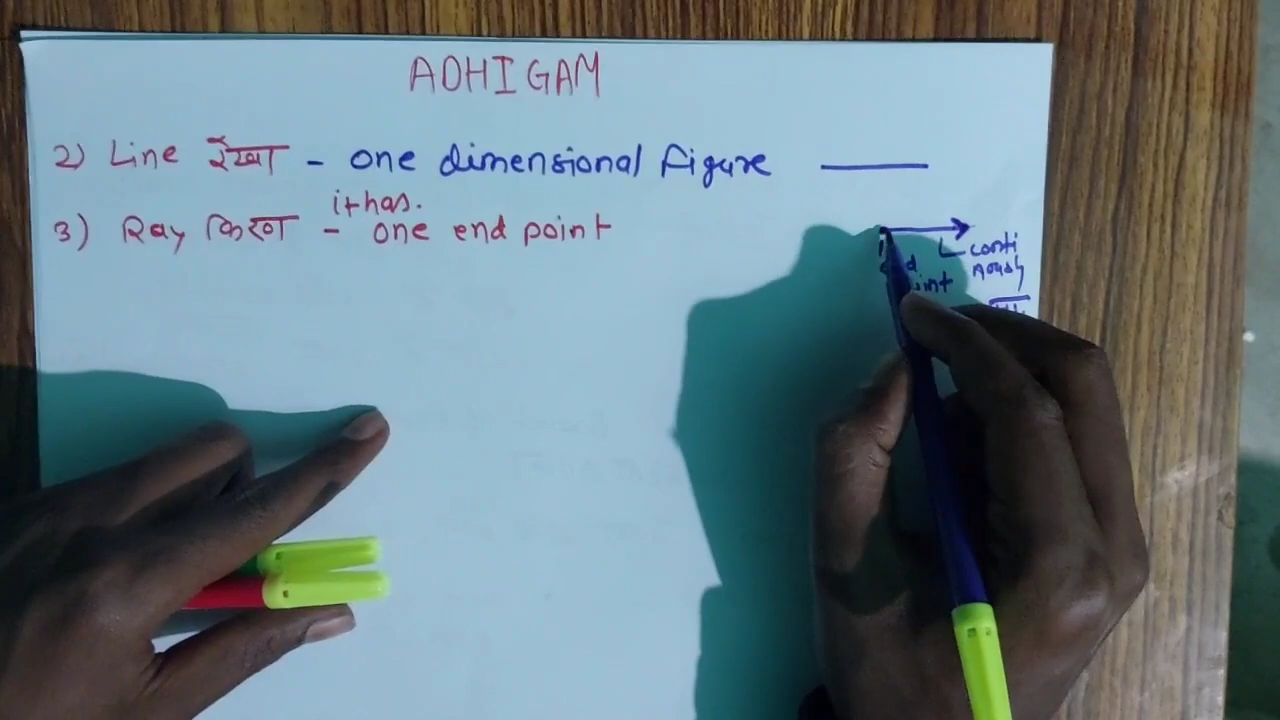 ADHIGAM
2) Line रेखा - one dimensional figure
it has.
3) Ray किरण - one end point
conti
nously